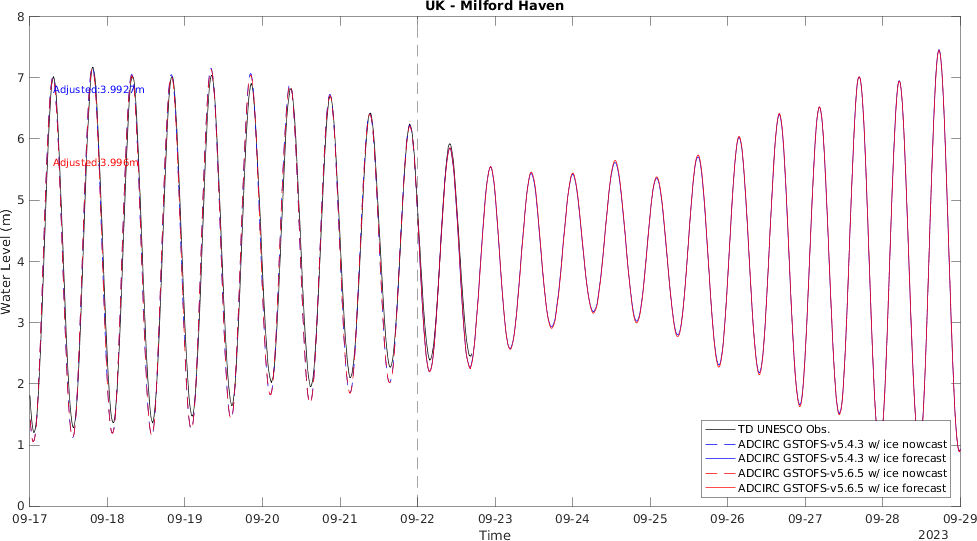 UK - Milford Haven
8
7
6
5
4
3
2
1
0
Water Level (m)
Adjusted:3.9927m
Adjusted:3.996m
TD UNESCO Obs.
ADCIRC GSTOFS-v5.4.3 w/ ice nowcast
ADCIRC GSTOFS-v5.4.3 w/ ice forecast
ADCIRC GSTOFS-v5.6.5 w/ ice nowcast
ADCIRC GSTOFS-v5.6.5 w/ ice forecast
09-17 09-18 09-19 09-20 09-21 09-22 09-23 09-24 09-25 09-26 09-27 09-28 09-29
Time
2023